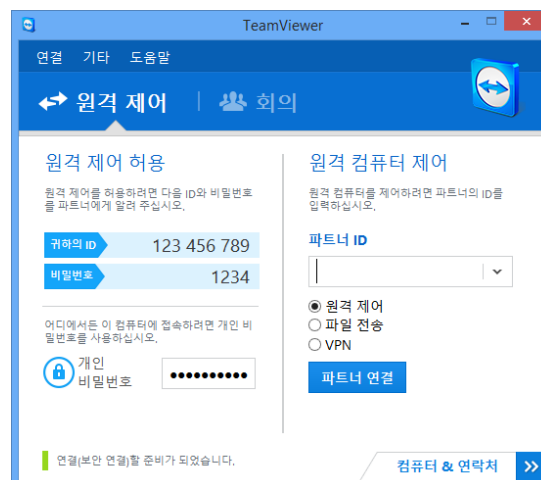 TeamViewer
연결 기타 도움말
원격 제어 | 회의
원격 제어 허용
원격 제어를 허용하려면 다음 ID와 비밀번호
를 파트너에게 알려 주십시오.
귀하의 ID 123 456 789
비밀번호 1234
어디에서든 이 컴퓨터에 접속하려면 개인 비
밀번호를 사용하십시오.
개인
비밀번호 ••••••••••
원격 컴퓨터 제어
원격 컴퓨터를 제어하려면 파트너의 ID를
입력하십시오.
파트너 ID
원격 제어
파일 전송
VPN
파트너 연결
연결(보안 연결)할 준비가 되었습니다.
컴퓨터 & 연락처